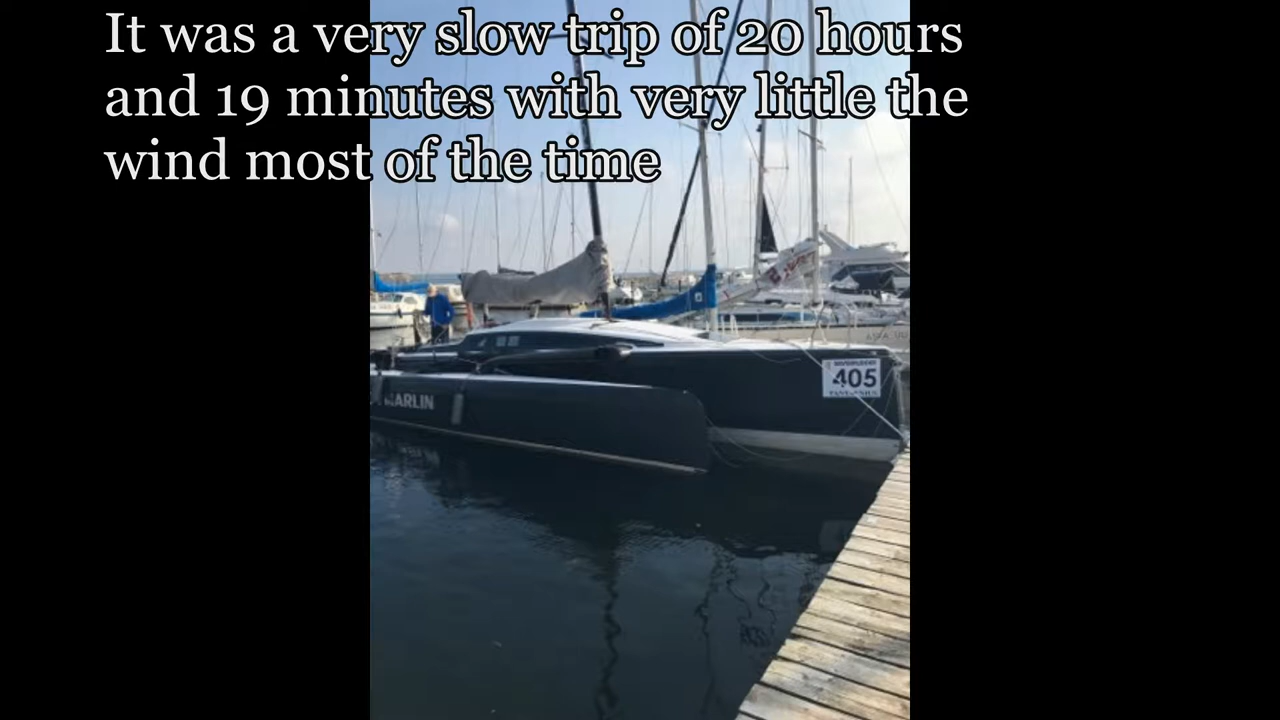 It was a very slow trip of 20 hours
and 19 minutes with very little the
wind most of the time
405
MARLIN